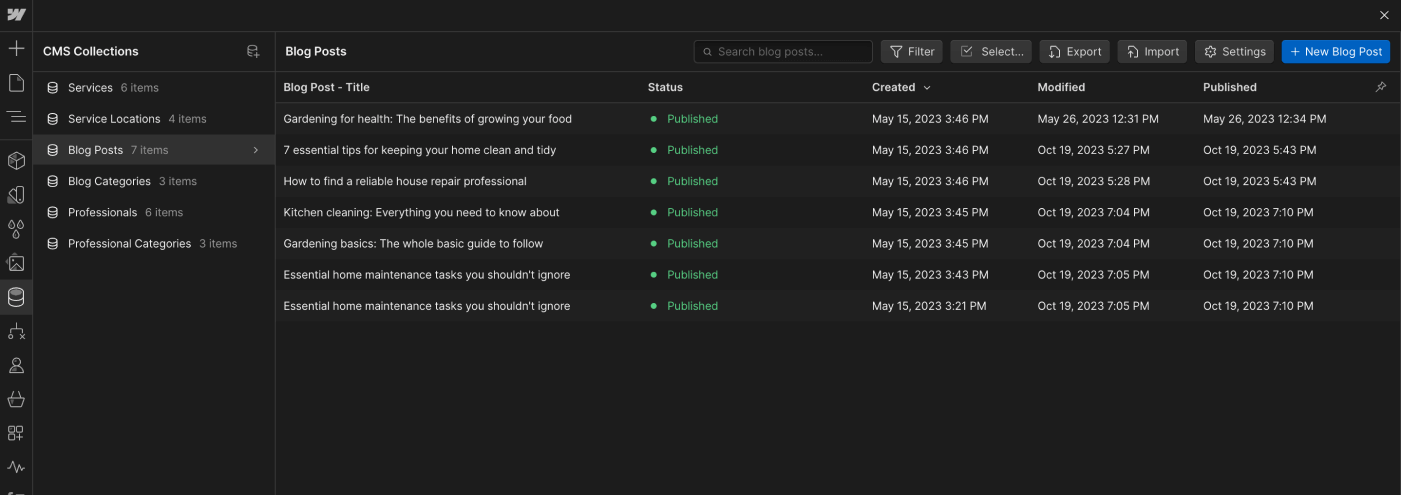 CMS Collections
Services 6 items
Service Locations 4 items
Blog Posts 7 items
Blog Categories 3 items
Professionals 6 items
Professional Categories 3 items
Blog Posts Search blog posts... Filter Select... Export Import Settings + New Blog Post
Blog Post - Title Status Created Modified Published
Gardening for health: The benefits of growing your food Published May 15, 2023 3:46 PM May 26, 2023 12:31 PM May 26, 2023 12:34 PM
7 essential tips for keeping your home clean and tidy Published May 15, 2023 3:46 PM Oct 19, 2023 5:27 PM Oct 19, 2023 5:43 PM
How to find a reliable house repair professional Published May 15, 2023 3:46 PM Oct 19, 2023 5:28 PM Oct 19, 2023 5:43 PM
Kitchen cleaning: Everything you need to know about Published May 15, 2023 3:45 PM Oct 19, 2023 7:04 PM Oct 19, 2023 7:10 PM
Gardening basics: The whole basic guide to follow Published May 15, 2023 3:45 PM Oct 19, 2023 7:04 PM Oct 19, 2023 7:10 PM
Essential home maintenance tasks you shouldn't ignore Published May 15, 2023 3:43 PM Oct 19, 2023 7:05 PM Oct 19, 2023 7:10 PM
Essential home maintenance tasks you shouldn't ignore Published May 15, 2023 3:21 PM Oct 19, 2023 7:05 PM Oct 19, 2023 7:10 PM